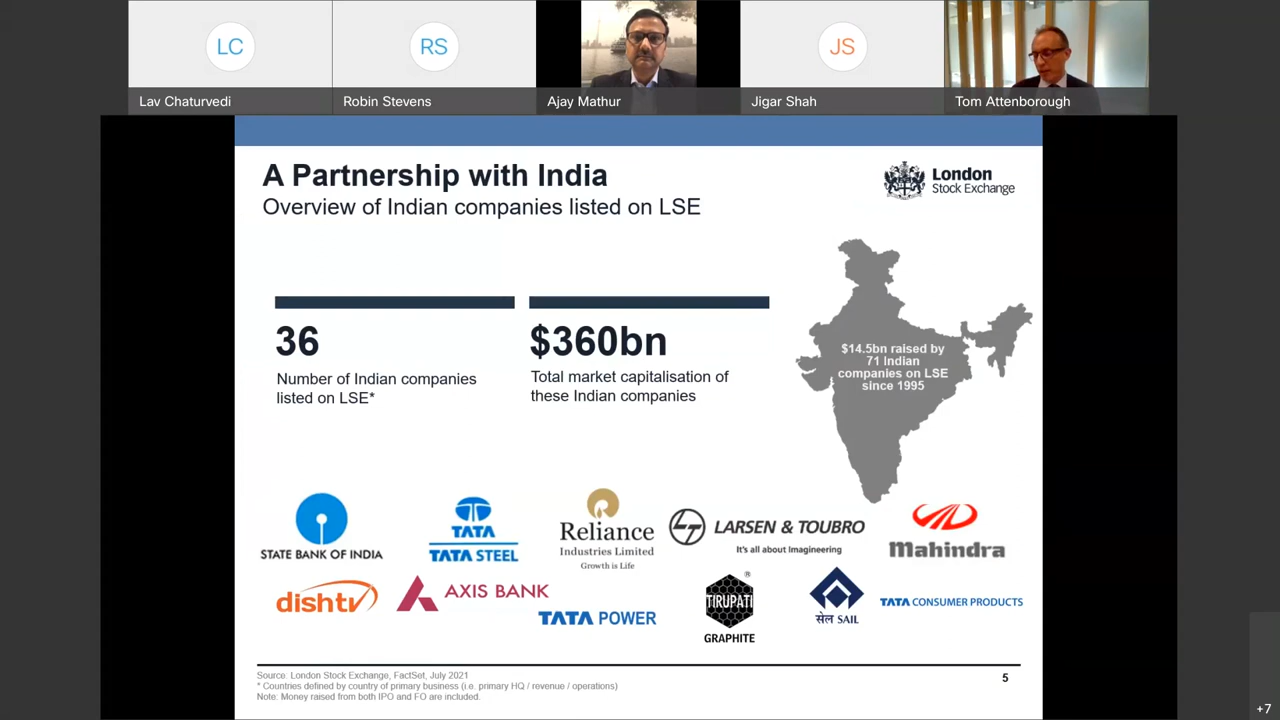 LC
RS
JS
Lav Chaturvedi
Robin Stevens
Ajay Mathur
Jigar Shah
Tom Attenborough
A Partnership with India
Overview of Indian companies listed on LSE
London
Stock Exchange
36
Number of Indian companies
listed on LSE*
$360bn
Total market capitalisation of
these Indian companies
$14.5bn raised by
71 Indian
companies on LSE
since 1995
STATE BANK OF INDIA
TATA
TATA STEEL
Reliance
Industries Limited
Growth is Life
LARSEN & TOUBRO
It's all about Imagineering
Mahindra
dishtv
AXIS BANK
TATA POWER
TIRUPATI
®
GRAPHITE
सेल SAIL
TATA CONSUMER PRODUCTS
Source: London Stock Exchange, FactSet, July 2021
* Countries defined by country of primary business (i.e. primary HQ / revenue / operations)
Note: Money raised from both IPO and FO are included.
5
+7